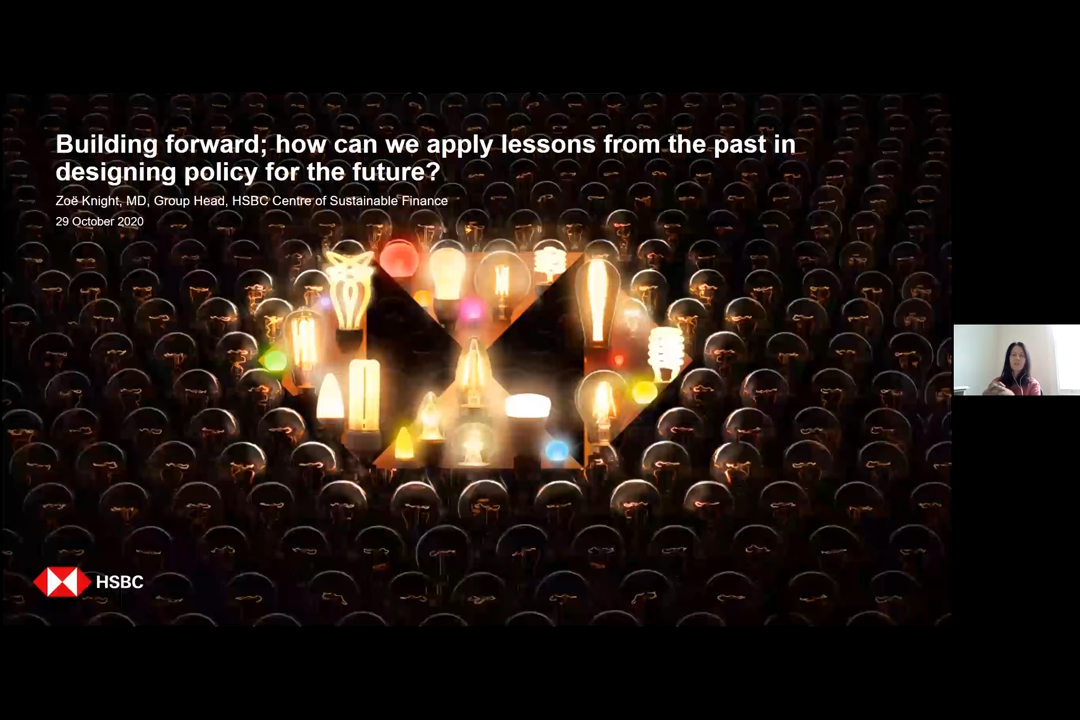 Building forward; how can we apply lessons from the past in
designing policy for the future?
Zoë Knight, MD, Group Head, HSBC Centre of Sustainable Finance
29 October 2020
HSBC